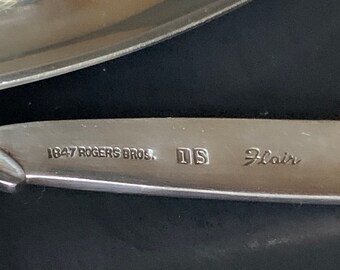 1847 ROGERS BROS. IS Flair